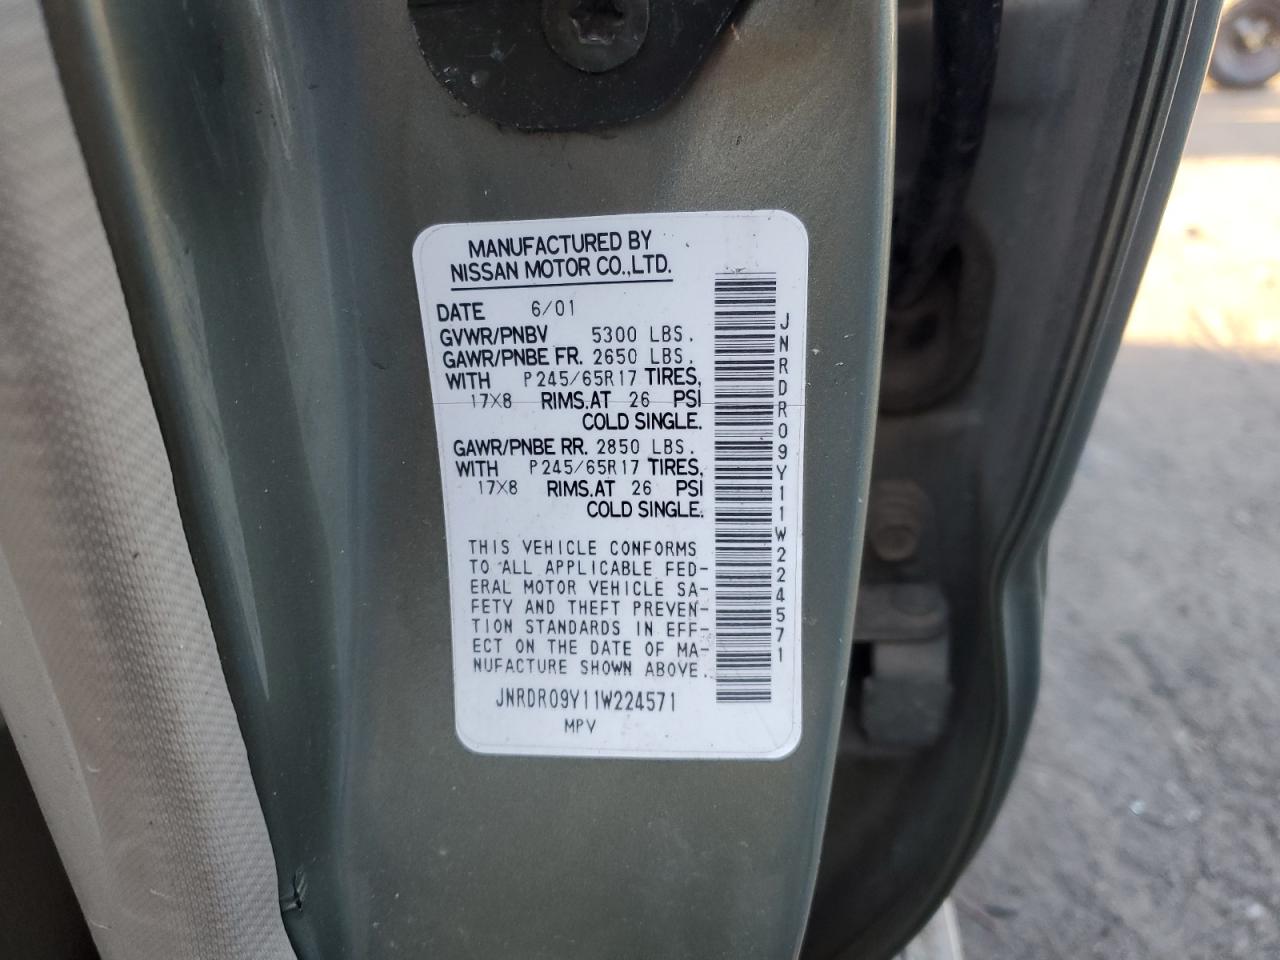 MANUFACTURED BY
NISSAN MOTOR CO.,LTD.
DATE 6/01
GVWR/PNBV 5300 LBS.
GAWR/PNBE FR. 2650 LBS.
WITH P245/65R17 TIRES,
17X8 RIMS.AT 26 PSI
COLD SINGLE.
GAWR/PNBE RR. 2850 LBS.
WITH P245/65R17 TIRES,
17X8 RIMS.AT 26 PSI
COLD SINGLE.
THIS VEHICLE CONFORMS
TO ALL APPLICABLE FED-
ERAL MOTOR VEHICLE SA-
FETY AND THEFT PREVEN-
TION STANDARDS IN EFF-
ECT ON THE DATE OF MA-
NUFACTURE SHOWN ABOVE.
JNRDR09Y11W224571
MPV
JNRDR09Y11W224571